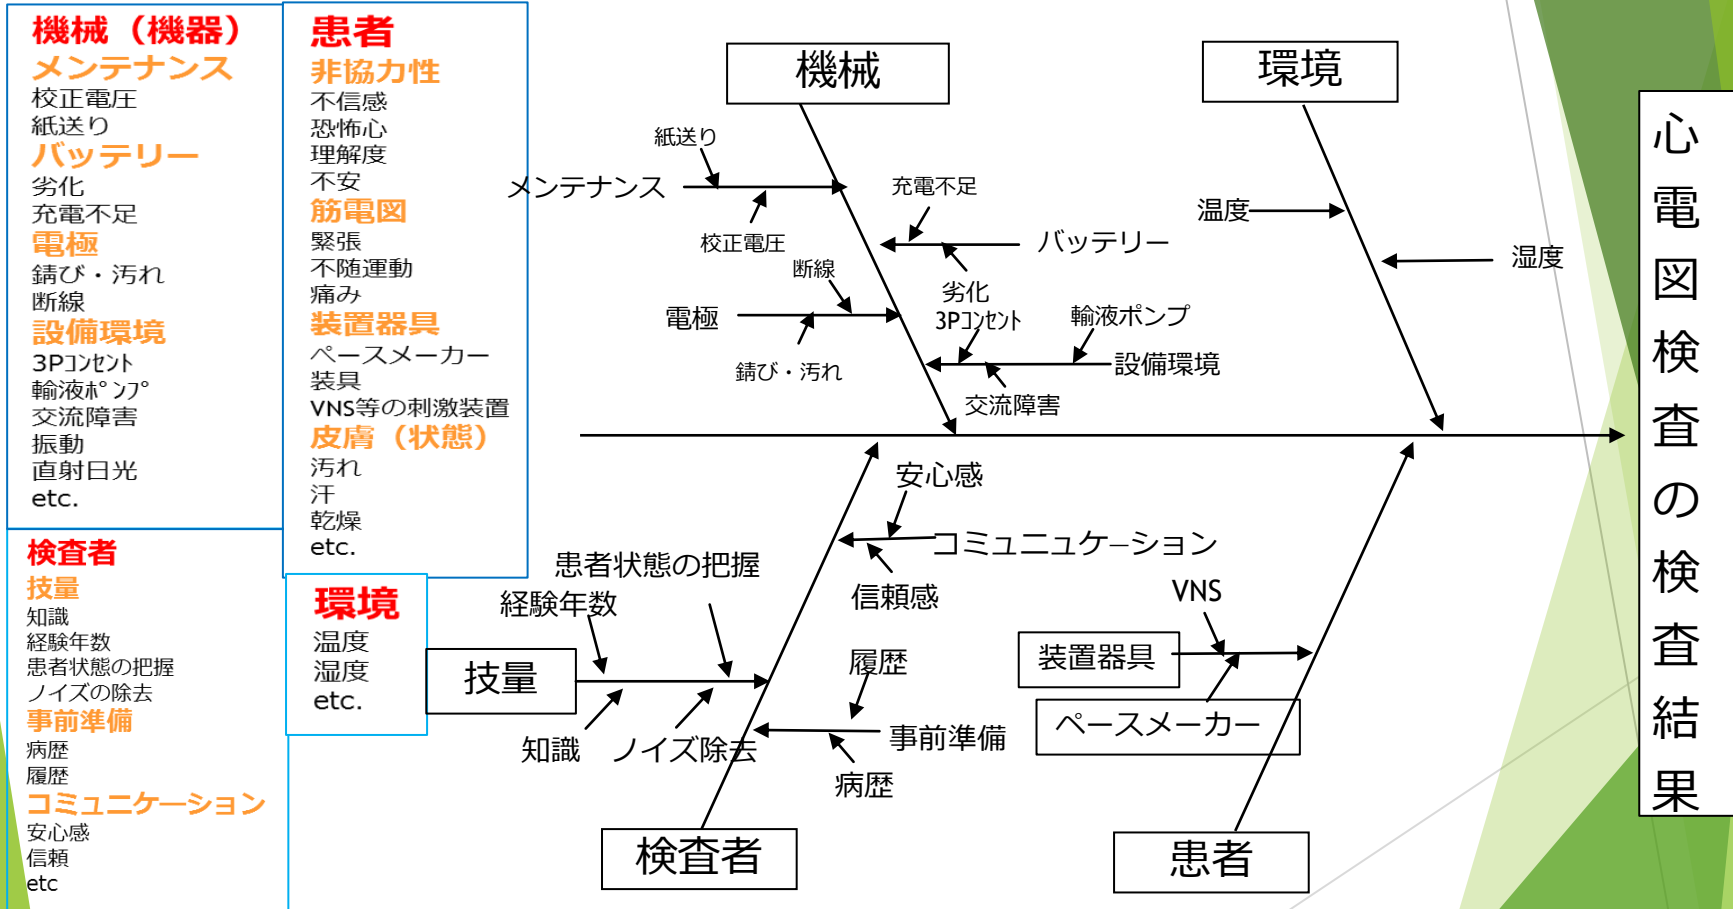 機械（機器）
メンテナンス
校正電圧
紙送り
バッテリー
劣化
充電不足
電極
錆び・汚れ
断線
設備環境
3Pｺﾝｾﾝﾄ
輸液ﾎﾟﾝﾌﾟ
交流障害
振動
直射日光
etc.
患者
非協力性
不信感
恐怖心
理解度
不安
筋電図
緊張
不随運動
痛み
装置器具
ペースメーカー
装具
VNS等の刺激装置
皮膚（状態）
汚れ
汗
乾燥
etc.
検査者
技量
知識
経験年数
患者状態の把握
ノイズの除去
事前準備
病歴
履歴
コミュニケーション
安心感
信頼
etc
環境
温度
湿度
etc.
機械
紙送り
メンテナンス
校正電圧
充電不足
バッテリー
劣化
断線
電極
錆び・汚れ
3Pｺﾝｾﾝﾄ
輸液ポンプ
設備環境
交流障害
環境
温度
湿度
安心感
コミュニュケ－ション
信頼感
患者状態の把握
経験年数
技量
知識
ノイズ除去
履歴
事前準備
病歴
検査者
VNS
装置器具
ペースメーカー
患者
心電図検査の検査結果